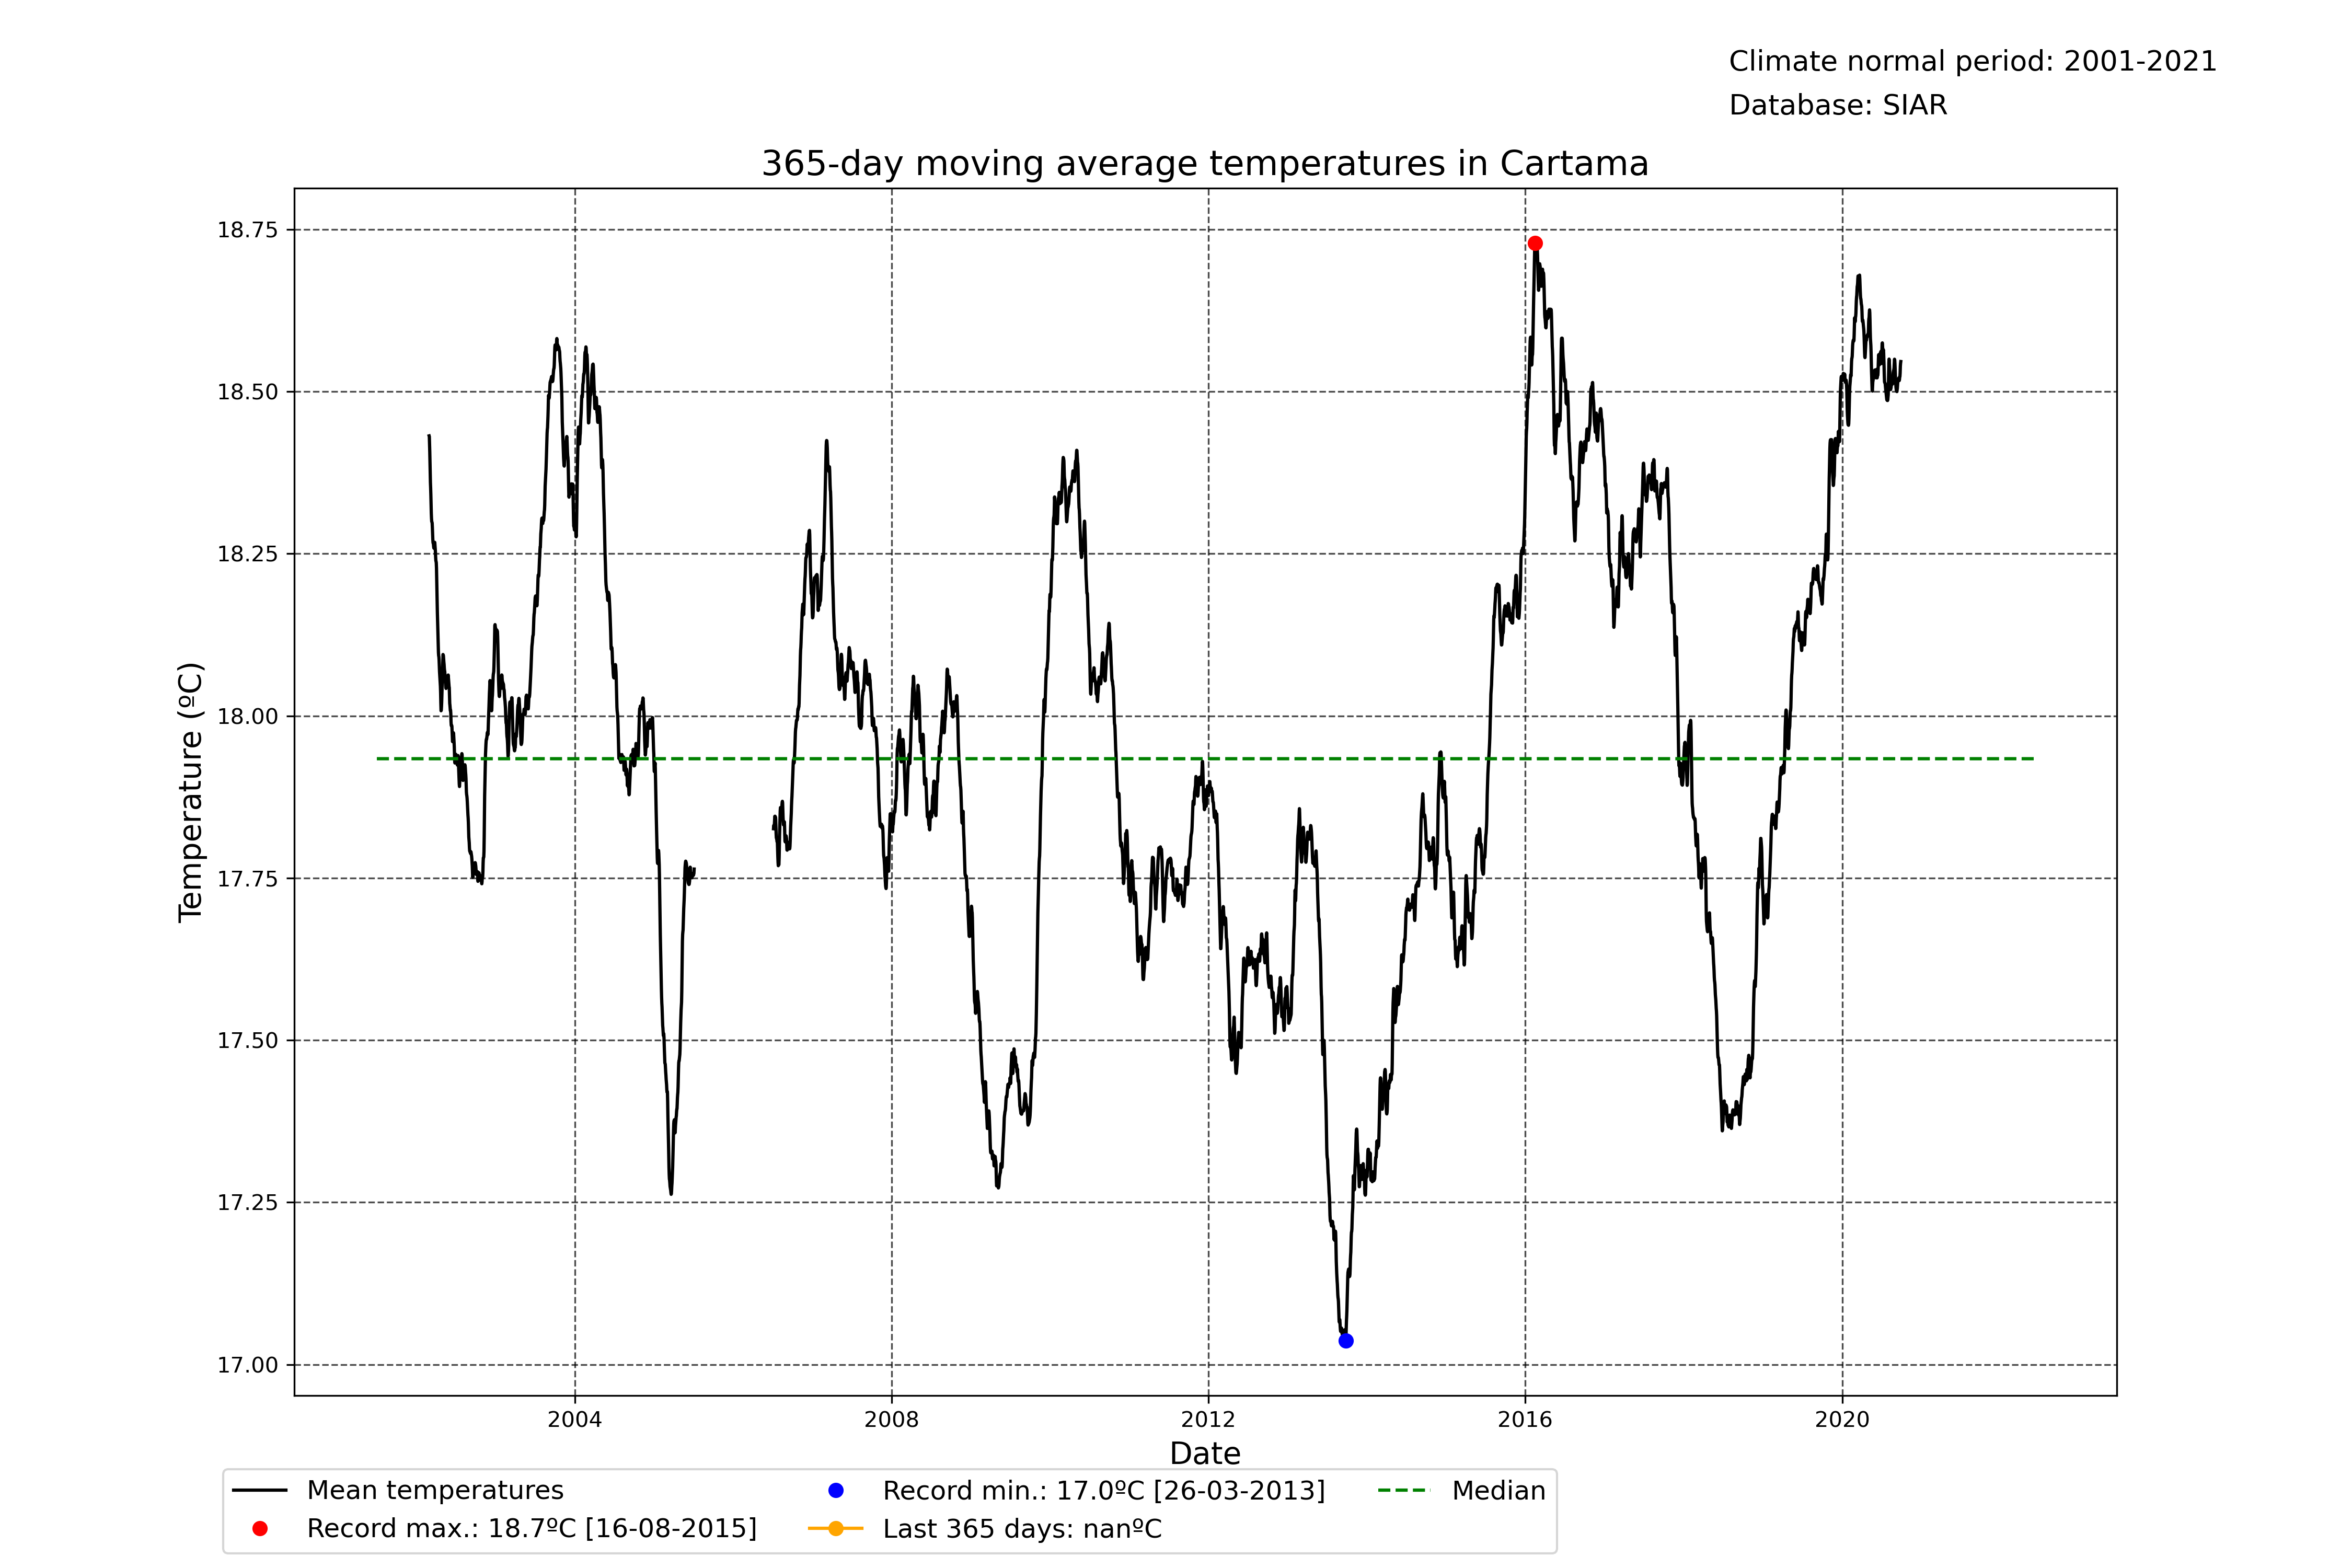 Climate normal period: 2001-2021
Database: SIAR
365-day moving average temperatures in Cartama
18.75
18.50
18.25
18.00
17.75
17.50
17.25
17.00
Temperature (ºC)
2004 2008 2012 2016 2020
Date
Mean temperatures
Record max.: 18.7ºC [16-08-2015]
Record min.: 17.0ºC [26-03-2013]
Last 365 days: nanºC
Median